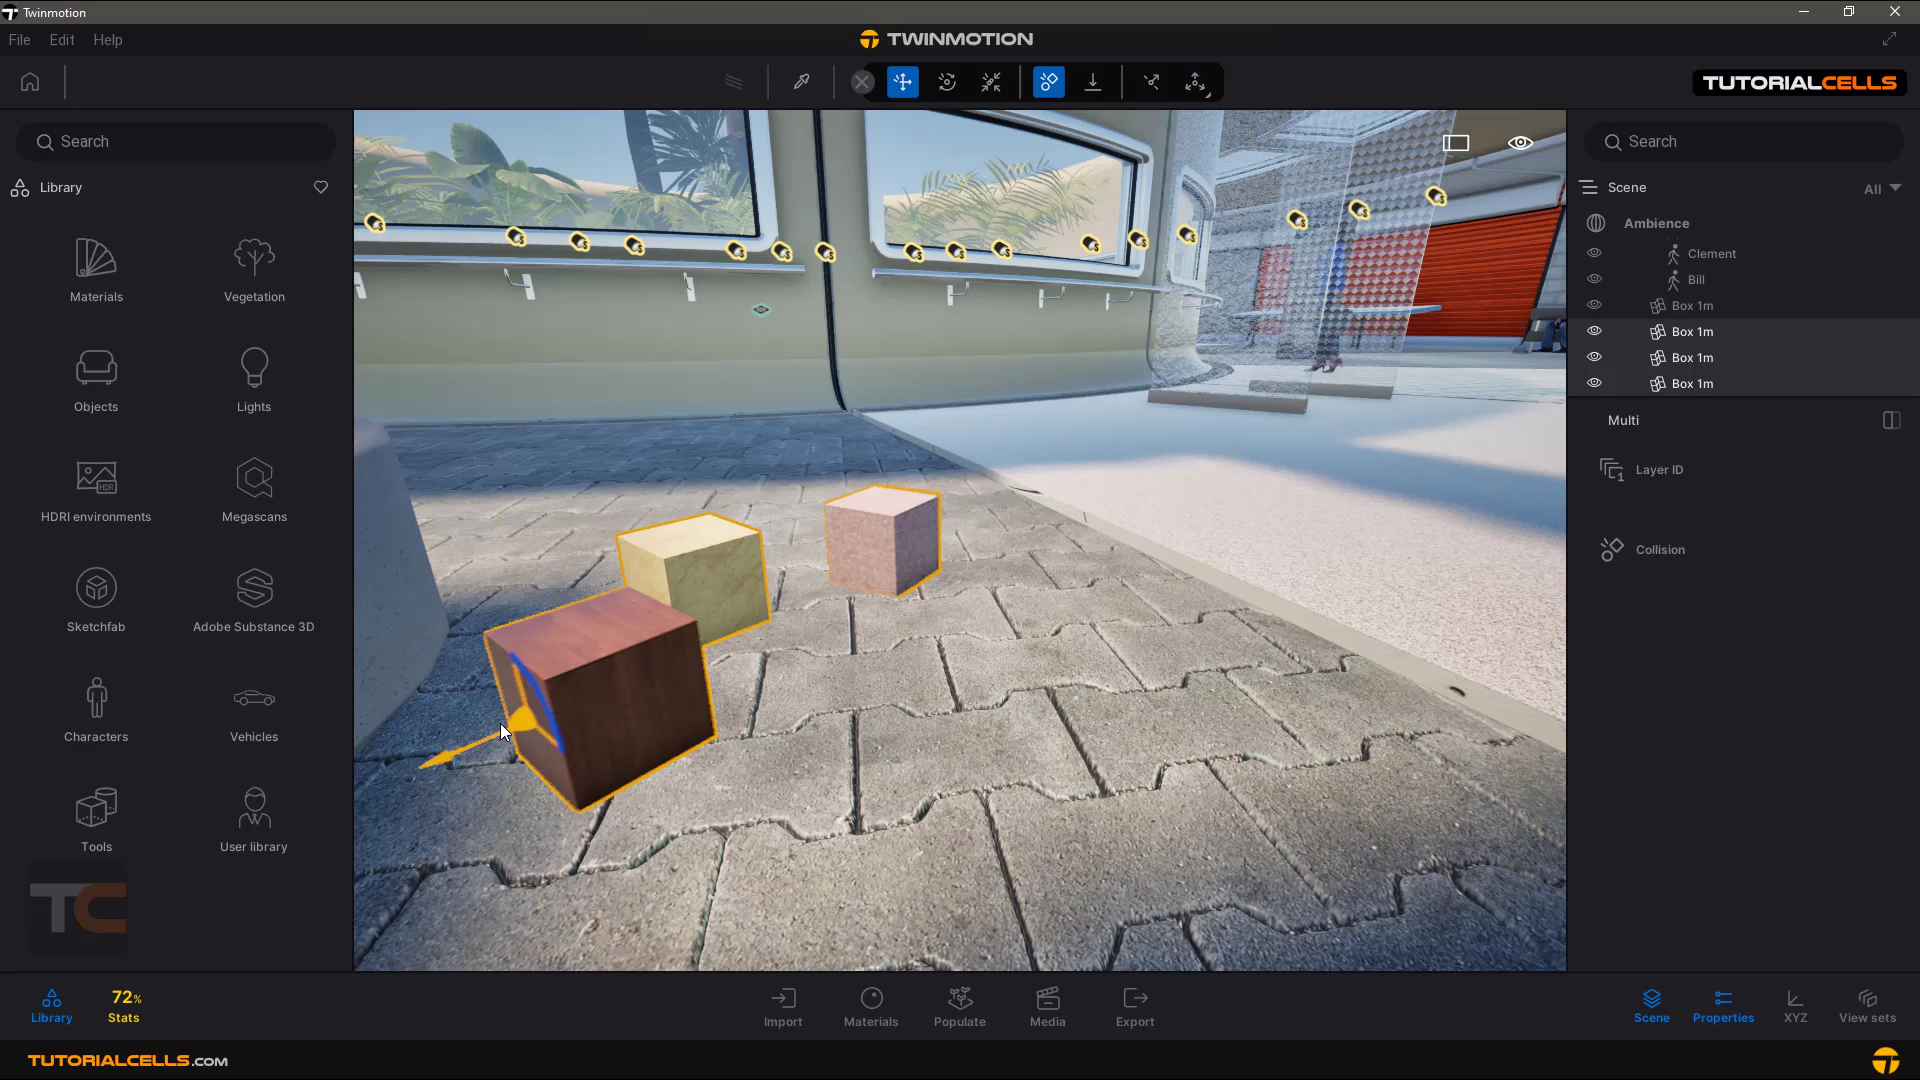 Twinmotion
File Edit Help
TWINMOTION
TUTORIALCELLS
Search
Library
Materials
Vegetation
Objects
Lights
HDR
HDRI environments
Megascans
Sketchfab
Adobe Substance 3D
Characters
Vehicles
Tools
User library
TC
Search
Scene
All
Ambience
Clement
Bill
Box 1m
Box 1m
Box 1m
Box 1m
Multi
Layer ID
Collision
Library
72%
Stats
Import
Materials
Populate
Media
Export
Scene
Properties
XYZ
View sets
TUTORIALCELLS.COM